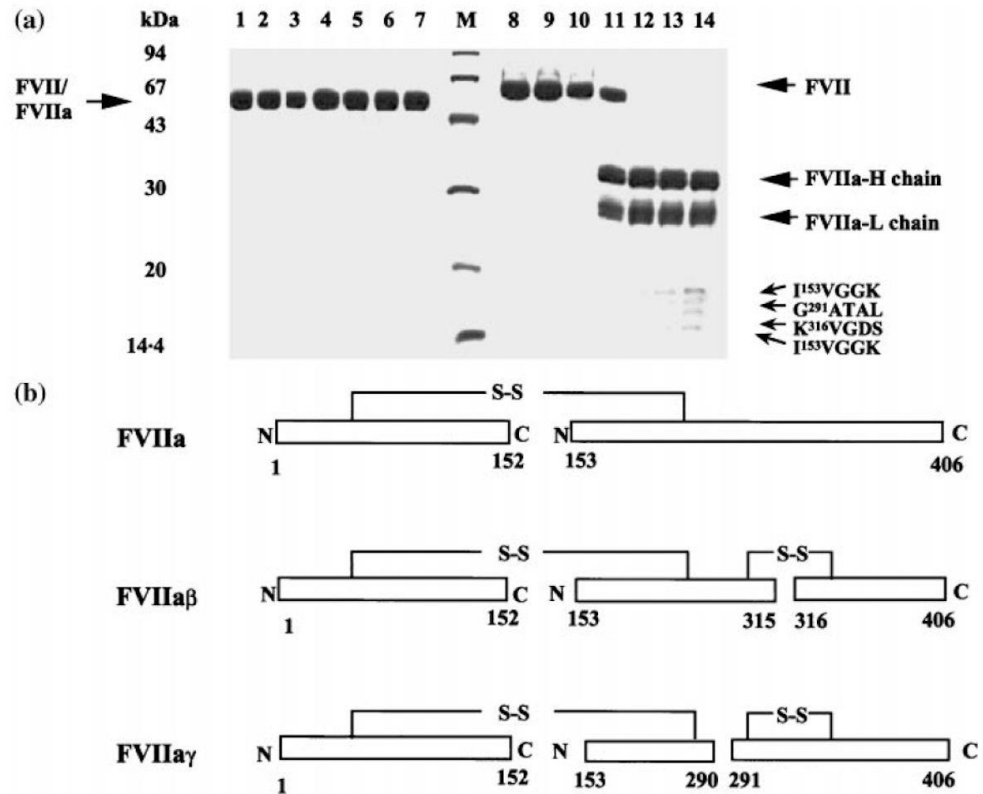 (a) kDa 1 2 3 4 5 6 7 M 8 9 10 11 12 13 14
94
67
43
30
20
14·4
FVII/
FVIIa
FVII
FVIIa-H chain
FVIIa-L chain
I¹⁵³VGGK
G²⁹¹ATAL
K³¹⁶VGDS
I¹⁵³VGGK
(b)
S-S
FVIIa N C N C
1 152 153 406
S-S S-S
FVIIaβ N C N C
1 152 153 315 316 406
S-S S-S
FVIIaγ N C N C
1 152 153 290 291 406